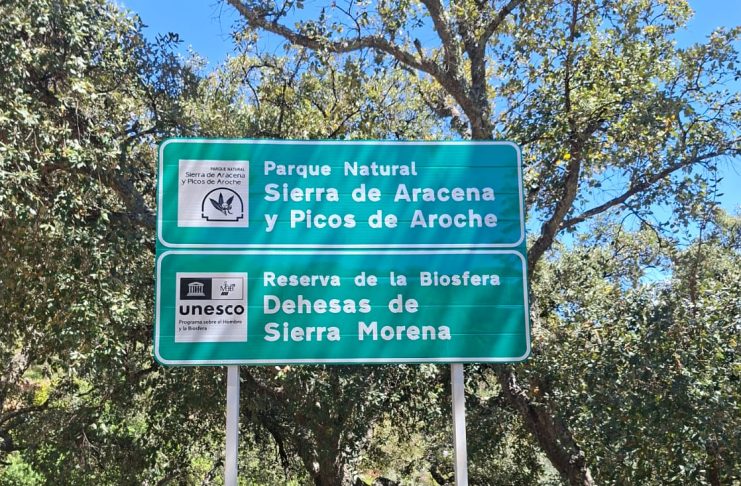 PARQUE NATURAL
Sierra de Aracena
y Picos de Aroche
Parque Natural
Sierra de Aracena
y Picos de Aroche
unesco
Programa sobre el Hombre
y la Biosfera
Reserva de la Biosfera
Dehesas de
Sierra Morena